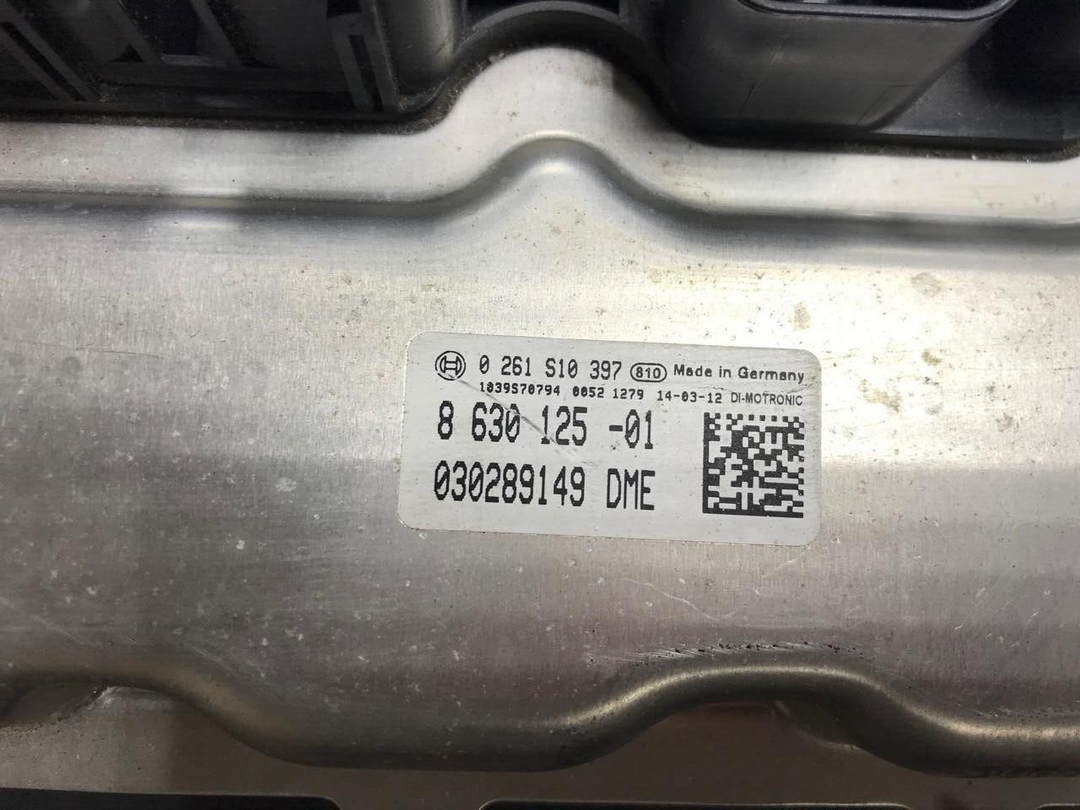 0 261 S10 397 810 Made in Germany
1039S70794 0052 1279 14-03-12 DI-MOTRONIC
8 630 125 -01
030289149 DME